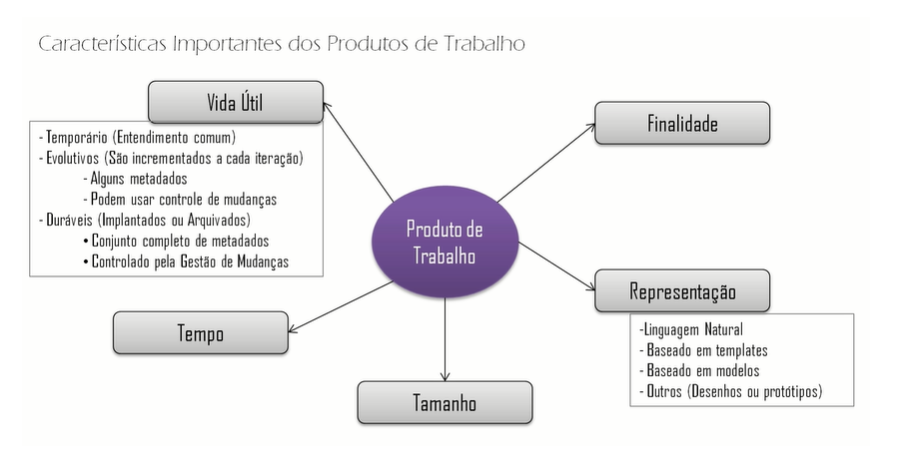 Características Importantes dos Produtos de Trabalho
Vida Útil
- Temporário (Entendimento comum)
- Evolutivos (São incrementados a cada iteração)
- Alguns metadados
- Podem usar controle de mudanças
- Duráveis (Implantados ou Arquivados)
• Conjunto completo de metadados
• Controlado pela Gestão de Mudanças
Finalidade
Produto de
Trabalho
Representação
-Linguagem Natural
- Baseado em templates
- Baseado em modelos
- Outros (Desenhos ou protótipos)
Tempo
Tamanho